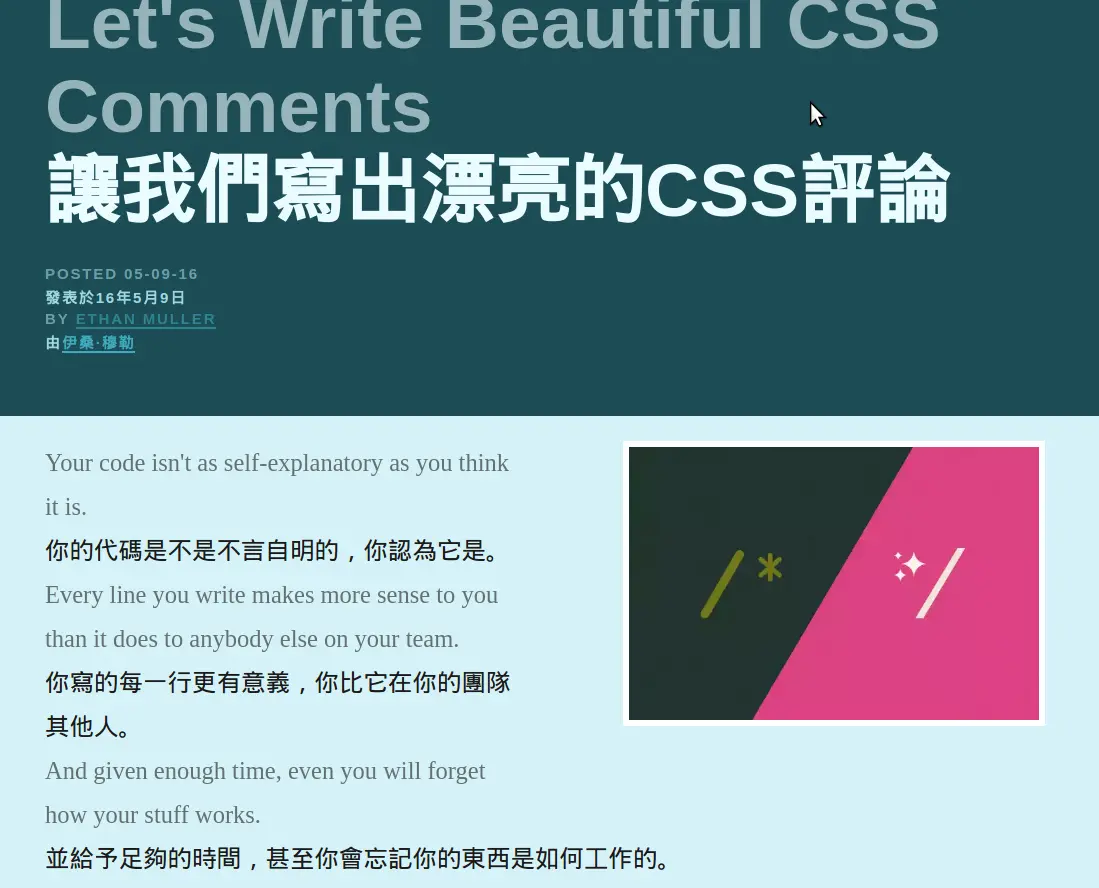 Let's Write Beautiful CSS
Comments
讓我們寫出漂亮的CSS評論
POSTED 05-09-16
發表於16年5月9日
BY ETHAN MULLER
由伊桑·穆勒
Your code isn't as self-explanatory as you think
it is.
你的代碼是不是不言自明的，你認為它是。
Every line you write makes more sense to you
than it does to anybody else on your team.
你寫的每一行更有意義，你比它在你的團隊
其他人。
And given enough time, even you will forget
how your stuff works.
並給予足夠的時間，甚至你會忘記你的東西是如何工作的。
/* /